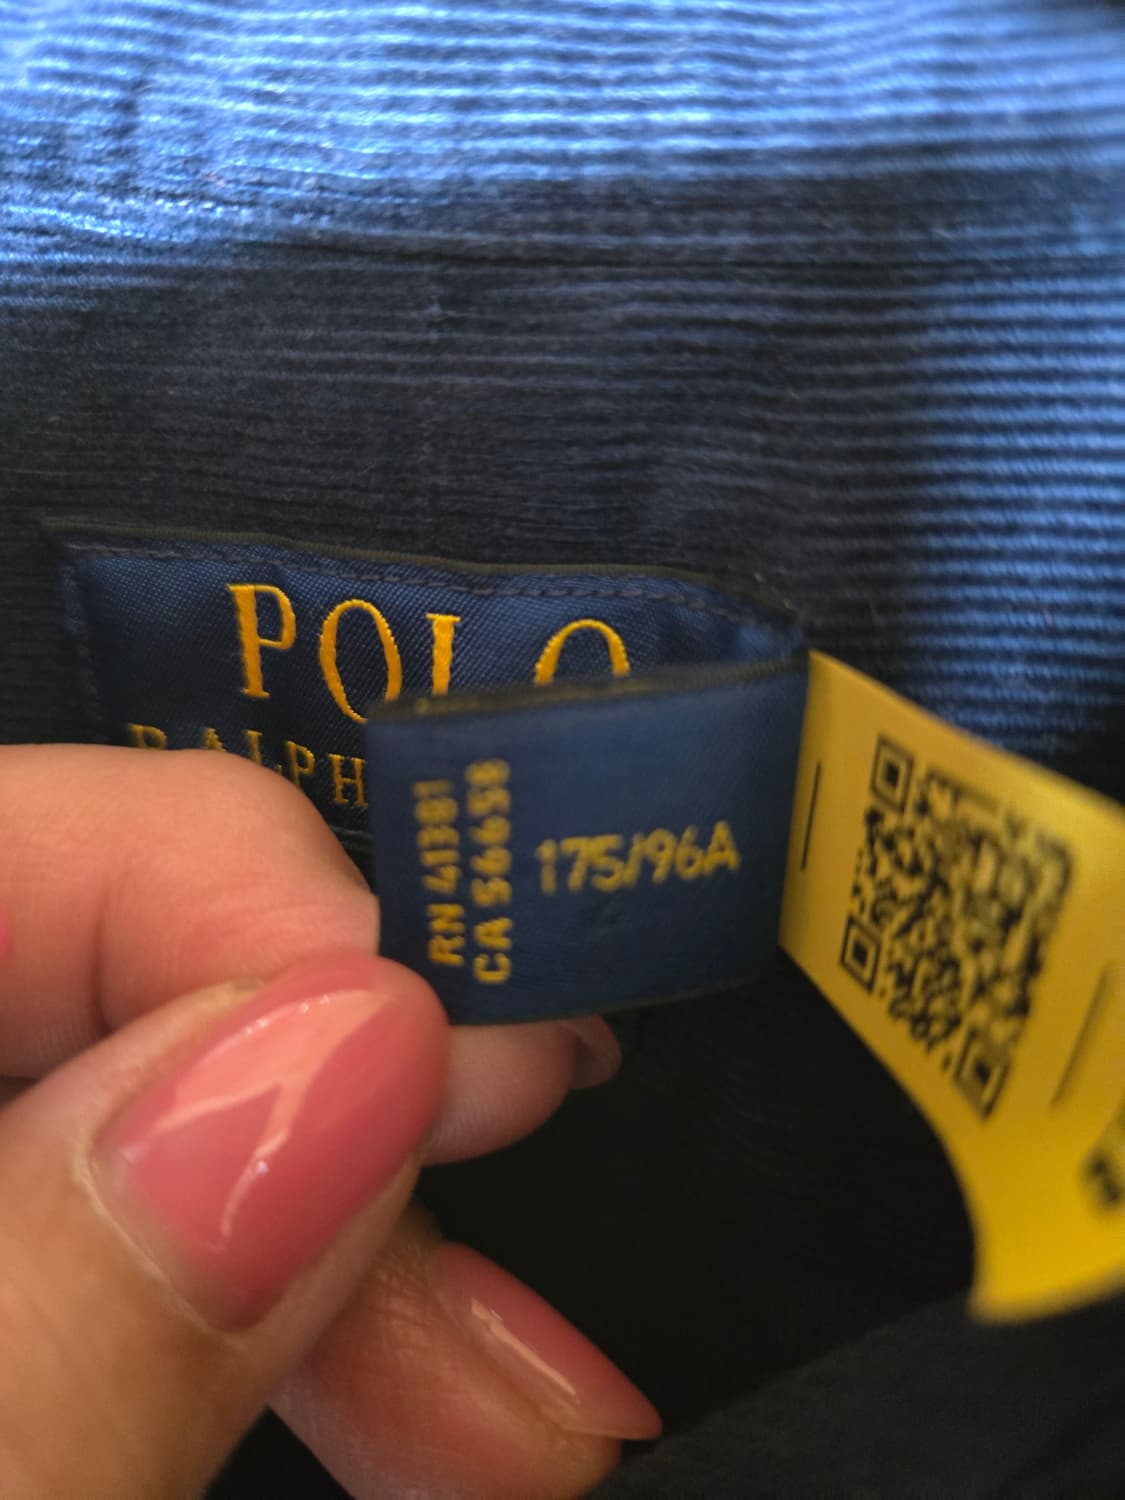 POLO
RALPH
RN 41381
CA 56658
175/96A